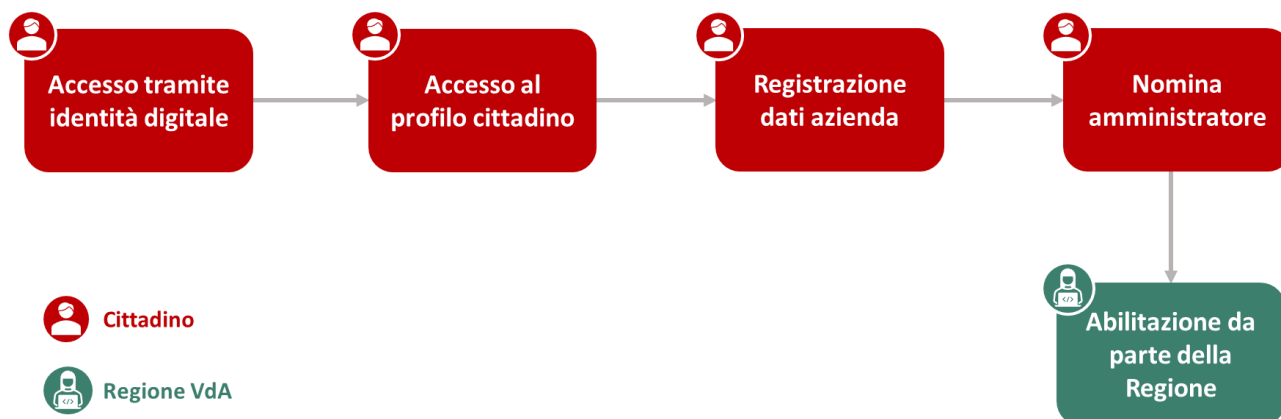 Accesso tramite
identità digitale
Accesso al
profilo cittadino
Registrazione
dati azienda
Nomina
amministratore
Abilitazione da
parte della
Regione
Cittadino
Regione VdA